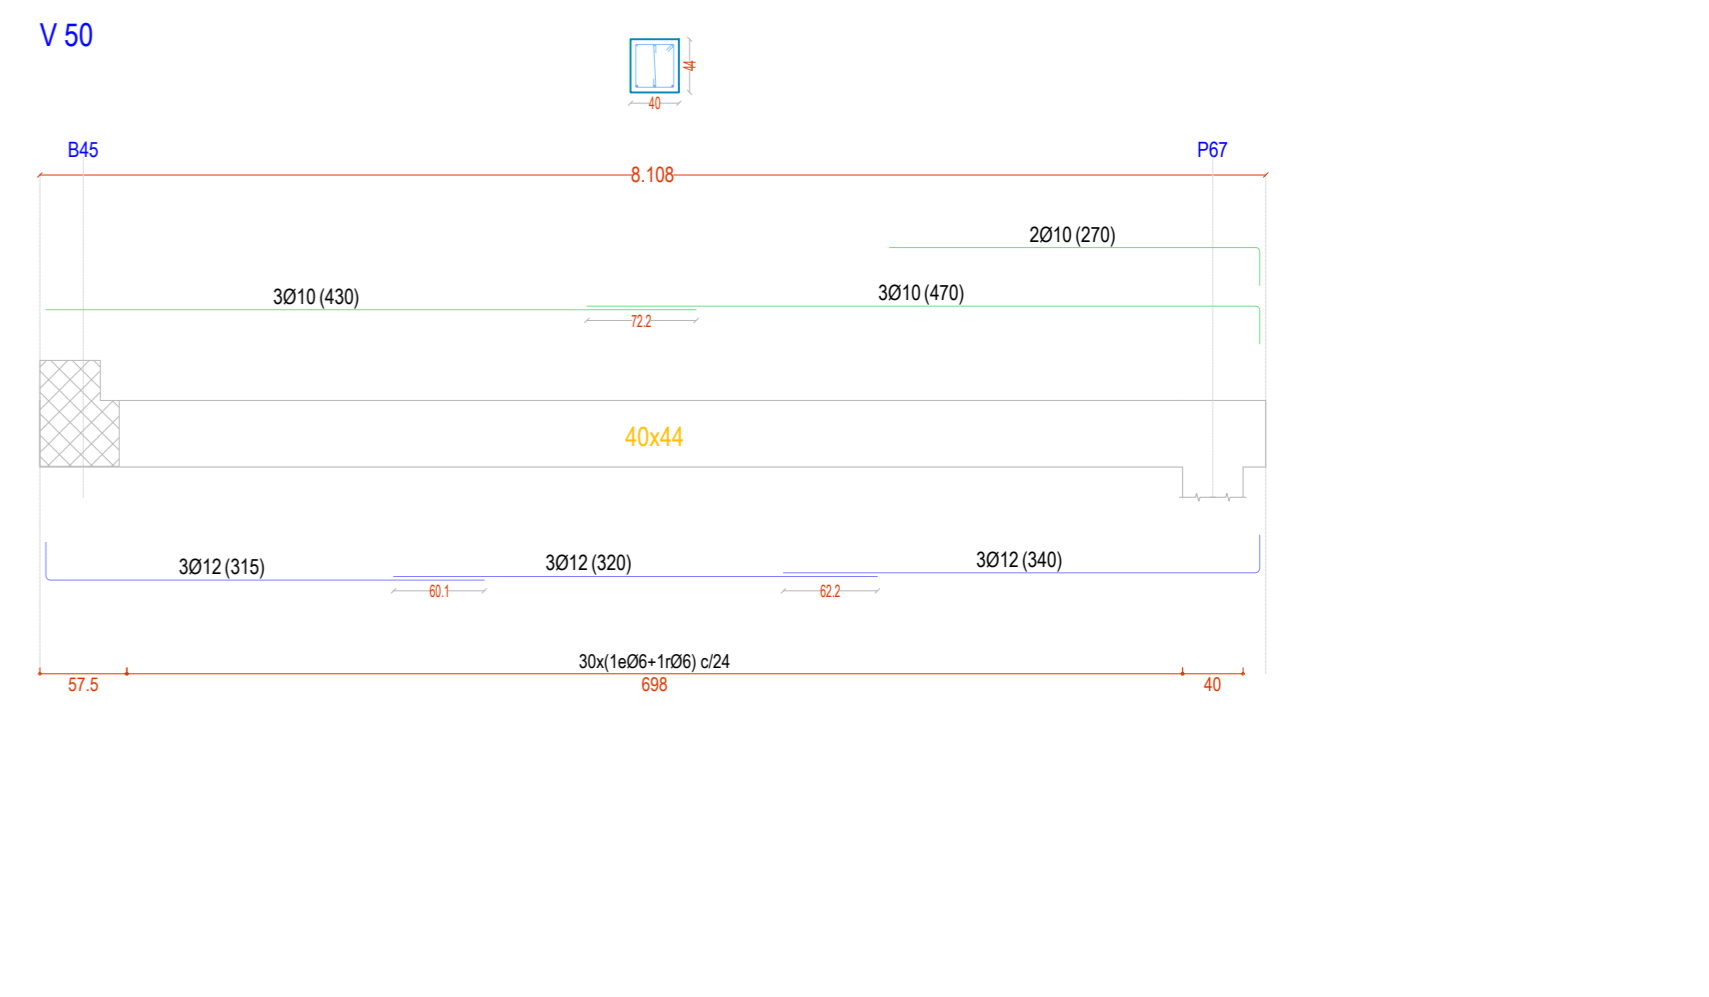 V 50
44
40
B45
P67
8.108
2Ø10 (270)
3Ø10 (430)
3Ø10 (470)
72.2
40x44
3Ø12 (315)
3Ø12 (320)
3Ø12 (340)
60.1
62.2
30x(1eØ6+1rØ6) c/24
57.5
698
40